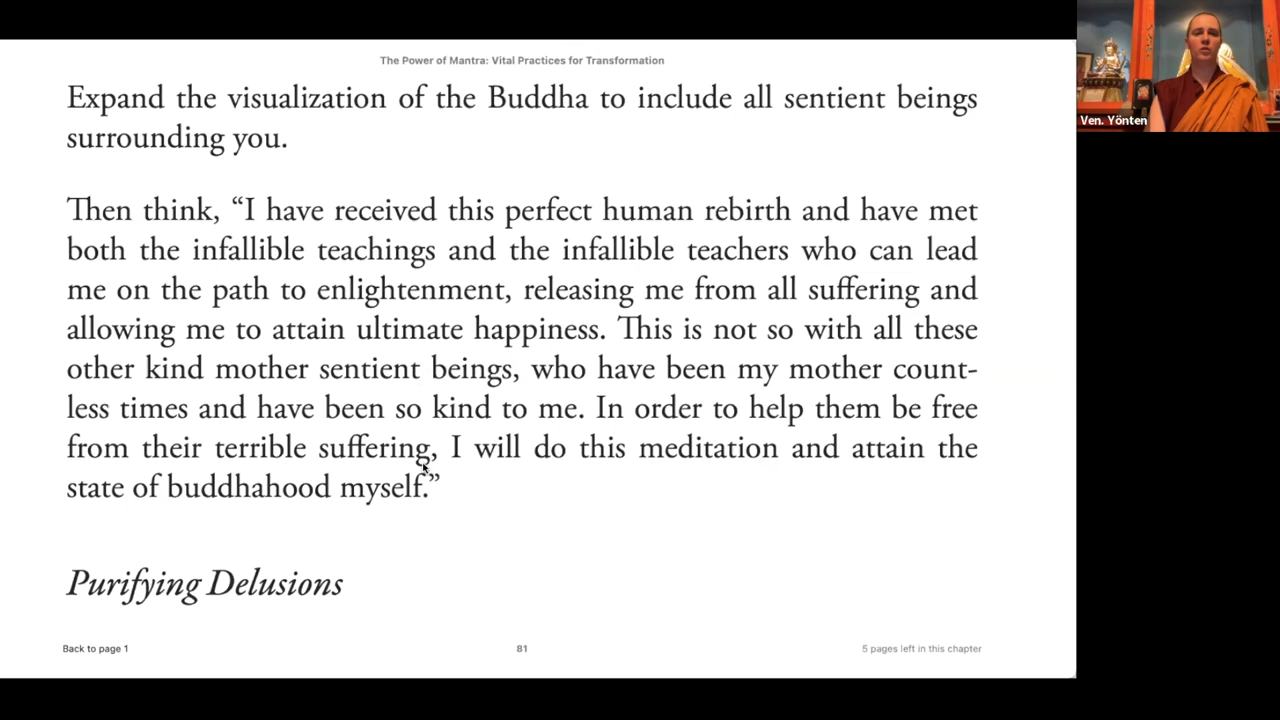 The Power of Mantra: Vital Practices for Transformation
Expand the visualization of the Buddha to include all sentient beings
surrounding you.
Then think, “I have received this perfect human rebirth and have met
both the infallible teachings and the infallible teachers who can lead
me on the path to enlightenment, releasing me from all suffering and
allowing me to attain ultimate happiness. This is not so with all these
other kind mother sentient beings, who have been my mother count-
less times and have been so kind to me. In order to help them be free
from their terrible suffering, I will do this meditation and attain the
state of buddhahood myself.”
Purifying Delusions
Back to page 1
81
5 pages left in this chapter
Ven. Yönten